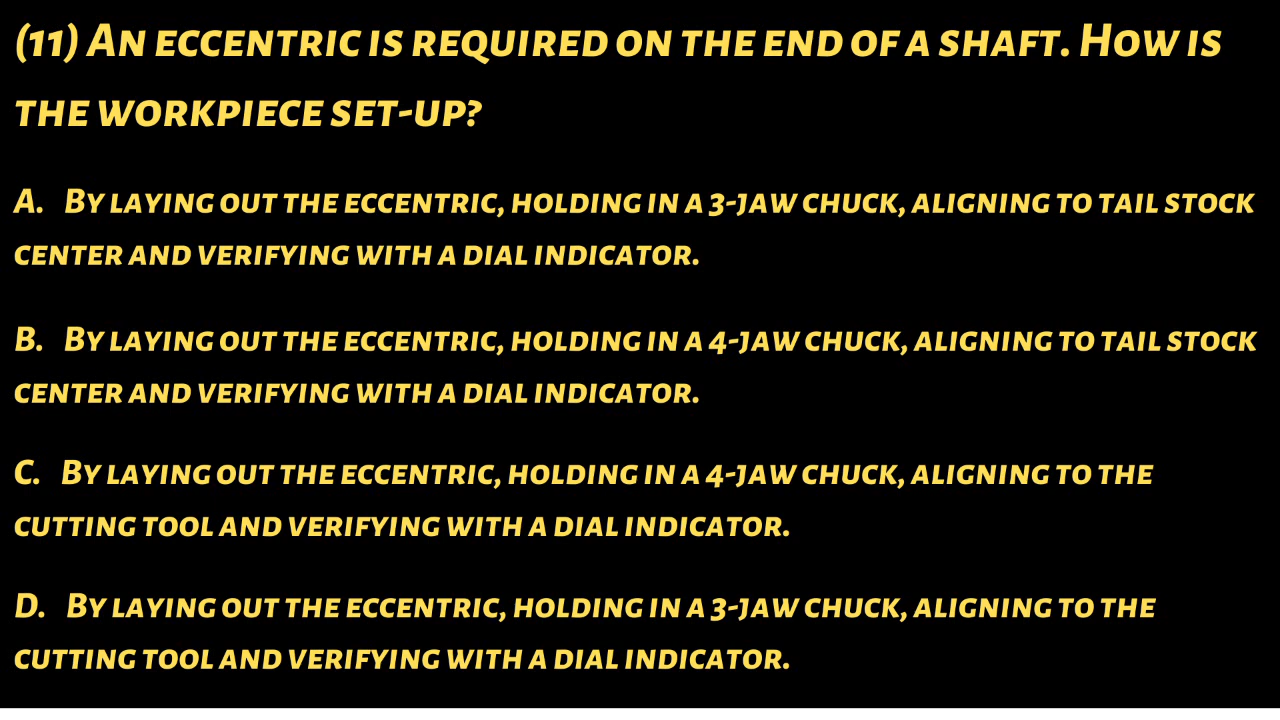 (11) An eccentric is required on the end of a shaft. How is
the workpiece set-up?
A. By laying out the eccentric, holding in a 3-jaw chuck, aligning to tail stock
center and verifying with a dial indicator.
B. By laying out the eccentric, holding in a 4-jaw chuck, aligning to tail stock
center and verifying with a dial indicator.
C. By laying out the eccentric, holding in a 4-jaw chuck, aligning to the
cutting tool and verifying with a dial indicator.
D. By laying out the eccentric, holding in a 3-jaw chuck, aligning to the
cutting tool and verifying with a dial indicator.